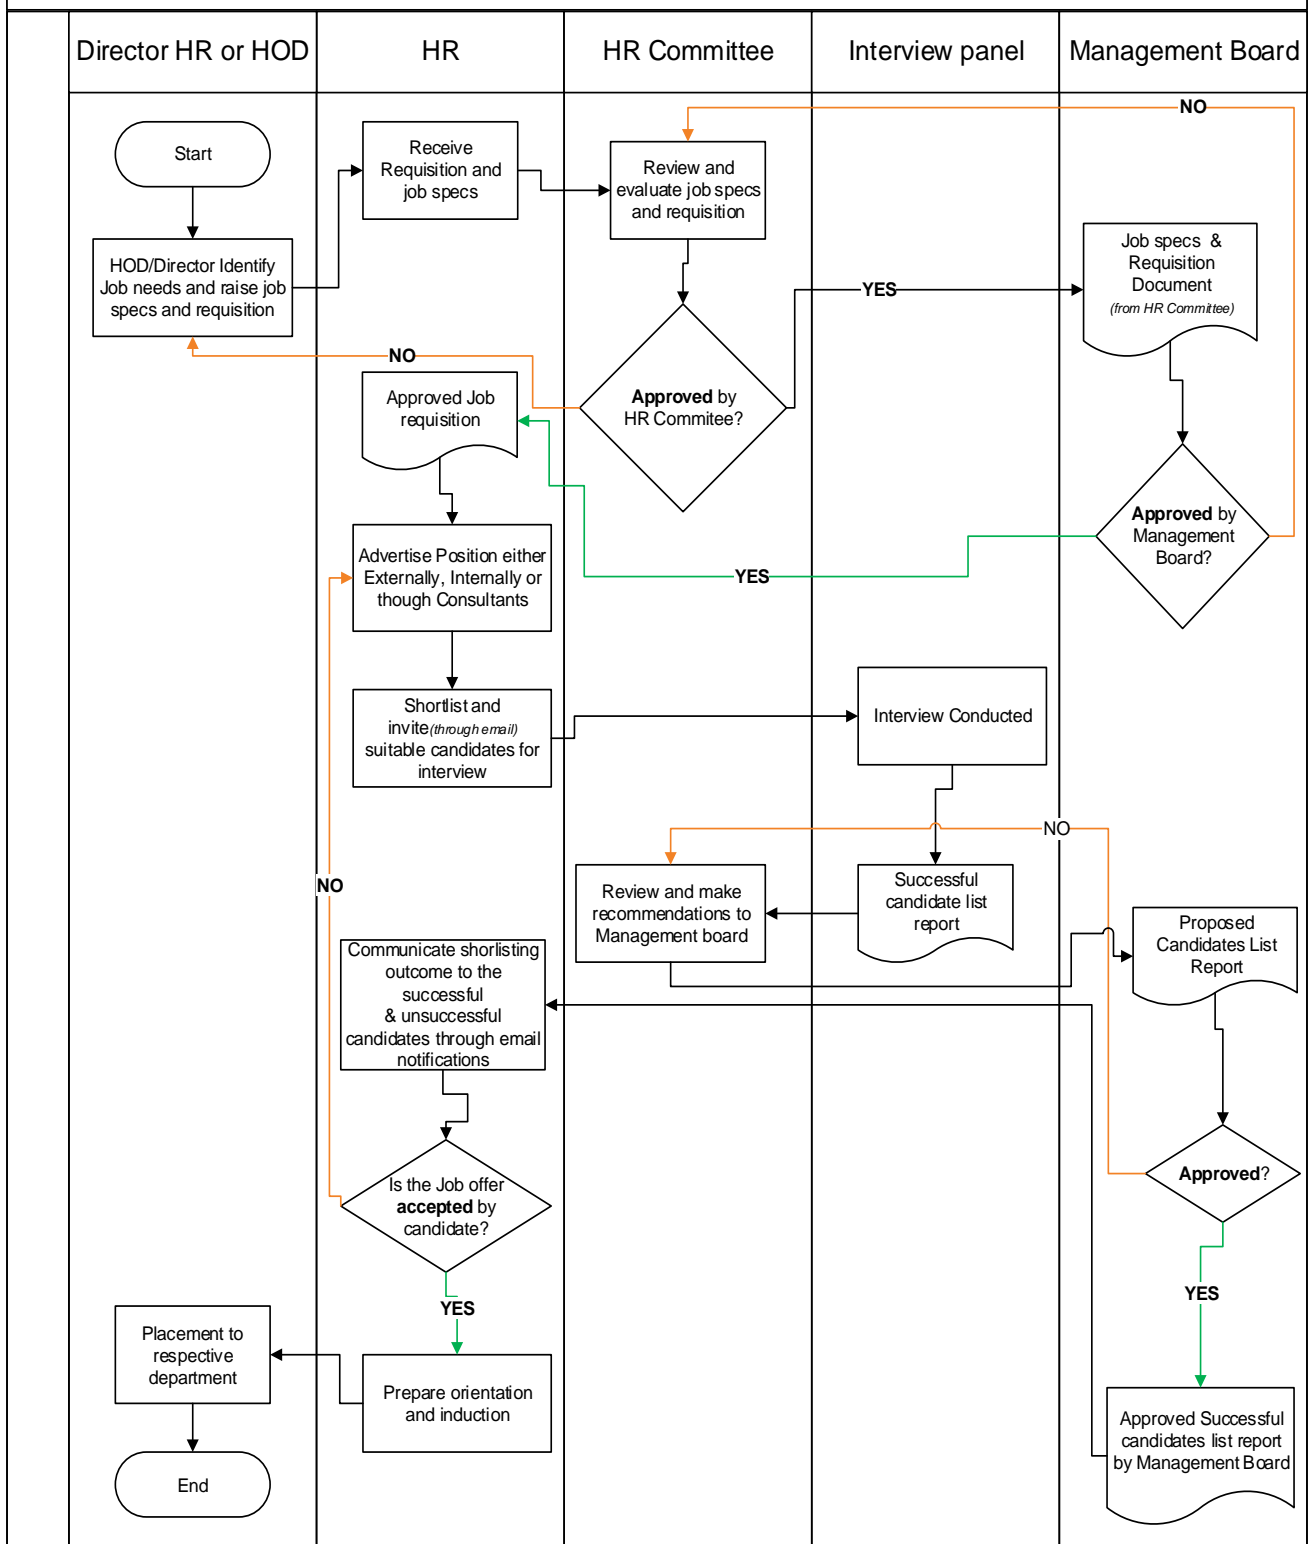 Director HR or HOD
HR
HR Committee
Interview panel
Management Board
NO
Start
Receive
Requisition and
job specs
Review and
evaluate job specs
and requisition
HOD/Director Identify
Job needs and raise job
specs and requisition
Job specs &
Requisition
Document
(from HR Committee)
YES
NO
Approved by
HR Commitee?
Approved Job
requisition
Approved by
Management
Board?
Advertise Position either
Externally, Internally or
though Consultants
YES
Shortlist and
invite(through email)
suitable candidates for
interview
Interview Conducted
NO
Successful
candidate list
report
Review and make
recommendations to
Management board
NO
Proposed
Candidates List
Report
Communicate shorlisting
outcome to the
successful
& unsuccessful
candidates through email
notifications
Is the Job offer
accepted by
candidate?
Approved?
YES
YES
Placement to
respective
department
Prepare orientation
and induction
Approved Successful
candidates list report
by Management Board
End